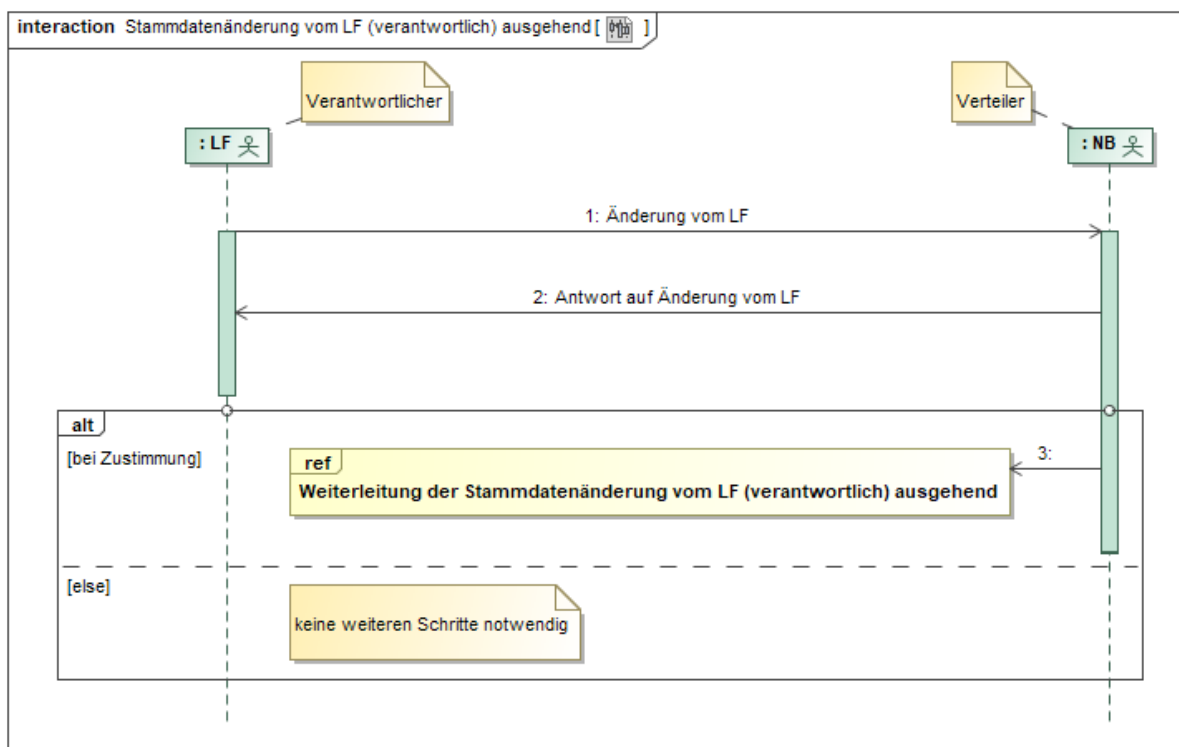 interaction Stammdatenänderung vom LF (verantwortlich) ausgehend [ ]
Verantwortlicher
Verteiler
: LF
: NB
1: Änderung vom LF
2: Antwort auf Änderung vom LF
alt
[bei Zustimmung]
ref
3:
Weiterleitung der Stammdatenänderung vom LF (verantwortlich) ausgehend
[else]
keine weiteren Schritte notwendig